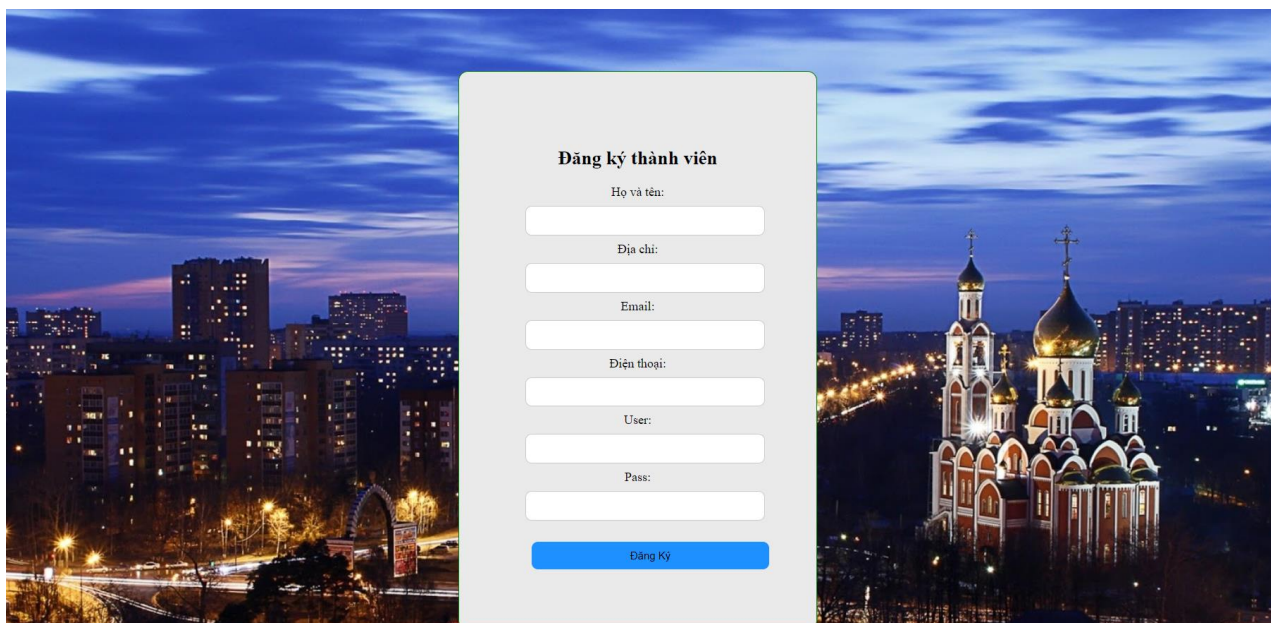 Đăng ký thành viên
Họ và tên:
Địa chỉ:
Email:
Điện thoại:
User:
Pass:
Đăng Ký